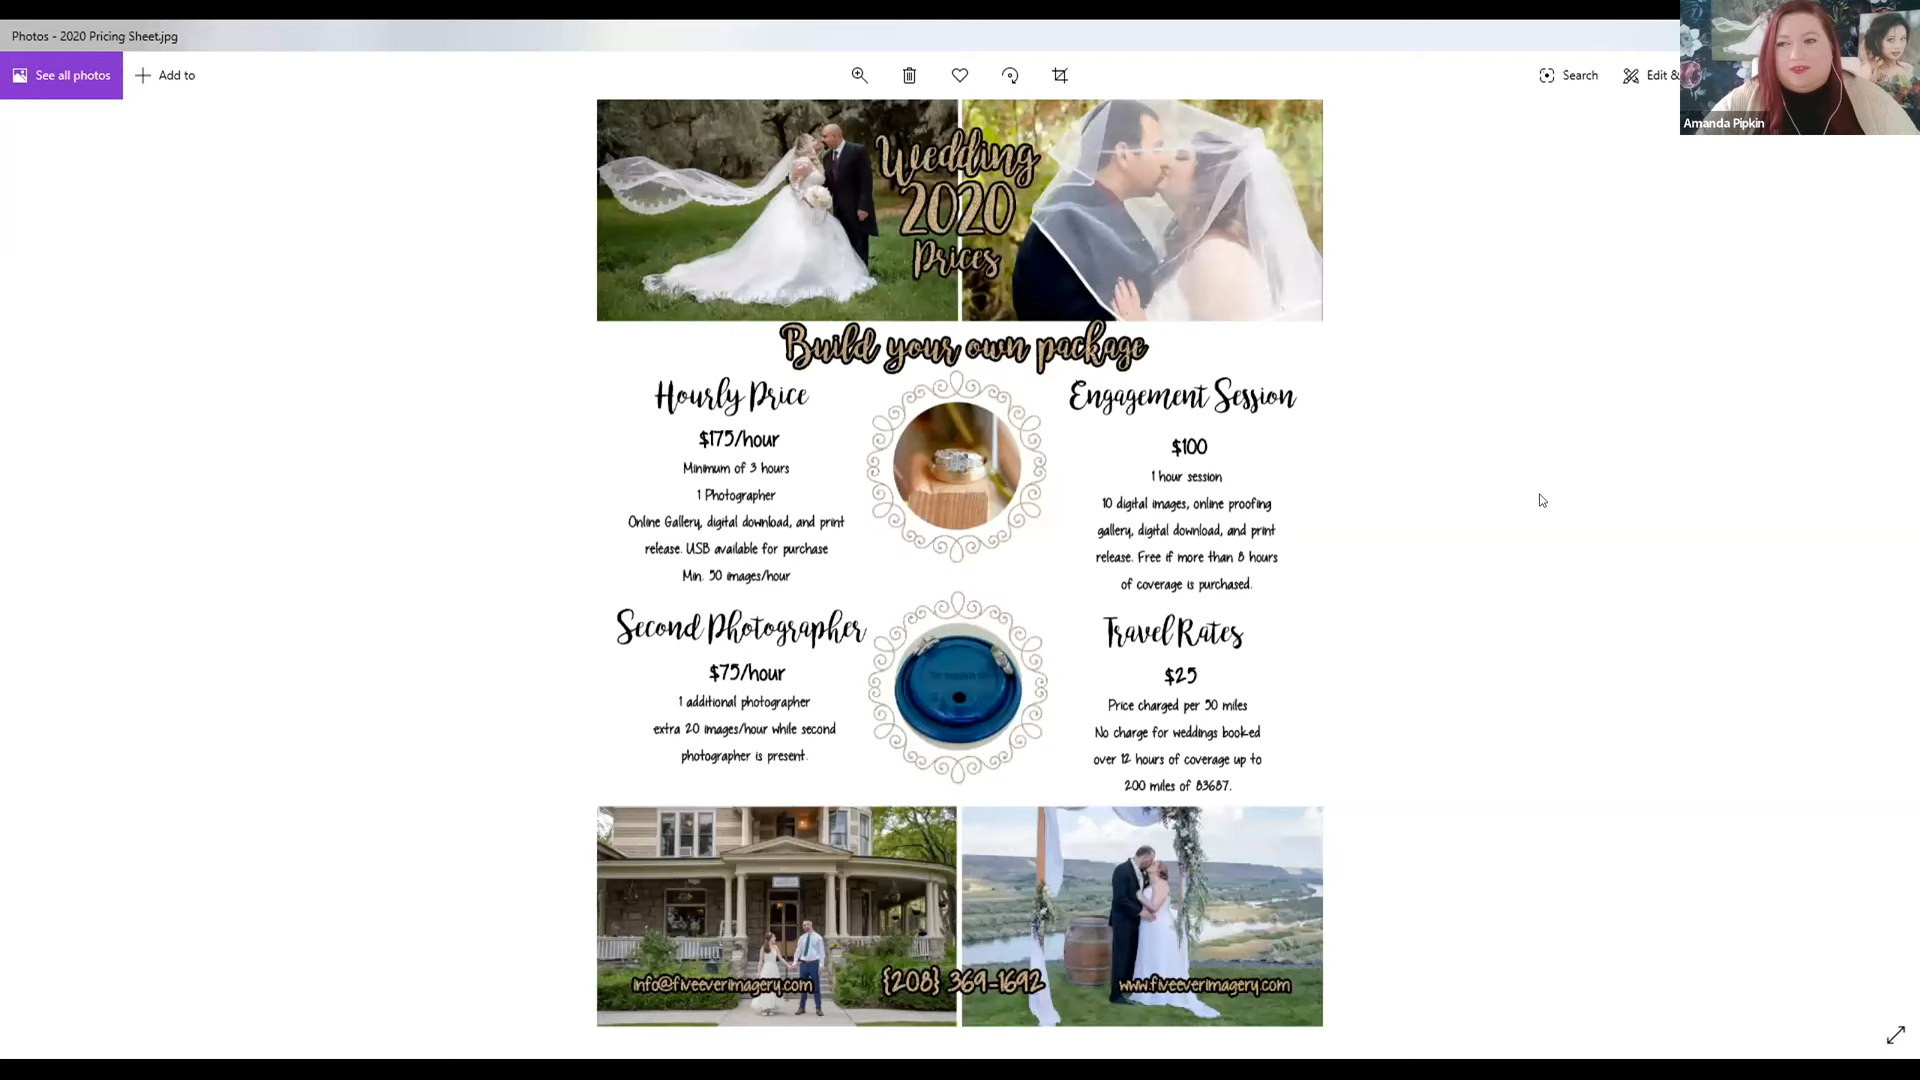 Photos - 2020 Pricing Sheet.jpg
See all photos
Add to
Search
Edit &
Amanda Pipkin
Wedding
2020
Prices
Build your own package
Hourly Price
$175/hour
Minimum of 3 hours
1 Photographer
Online Gallery, digital download, and print
release. USB available for purchase
Min. 50 images/hour
Engagement Session
$100
1 hour session
10 digital images, online proofing
gallery, digital download, and print
release. Free if more than 8 hours
of coverage is purchased.
Second Photographer
$75/hour
1 additional photographer
extra 20 images/hour while second
photographer is present.
Travel Rates
$25
Price charged per 50 miles
No charge for weddings booked
over 12 hours of coverage up to
200 miles of 83687.
info@fiveeverimagery.com
{208} 369-1692
www.fiveeverimagery.com